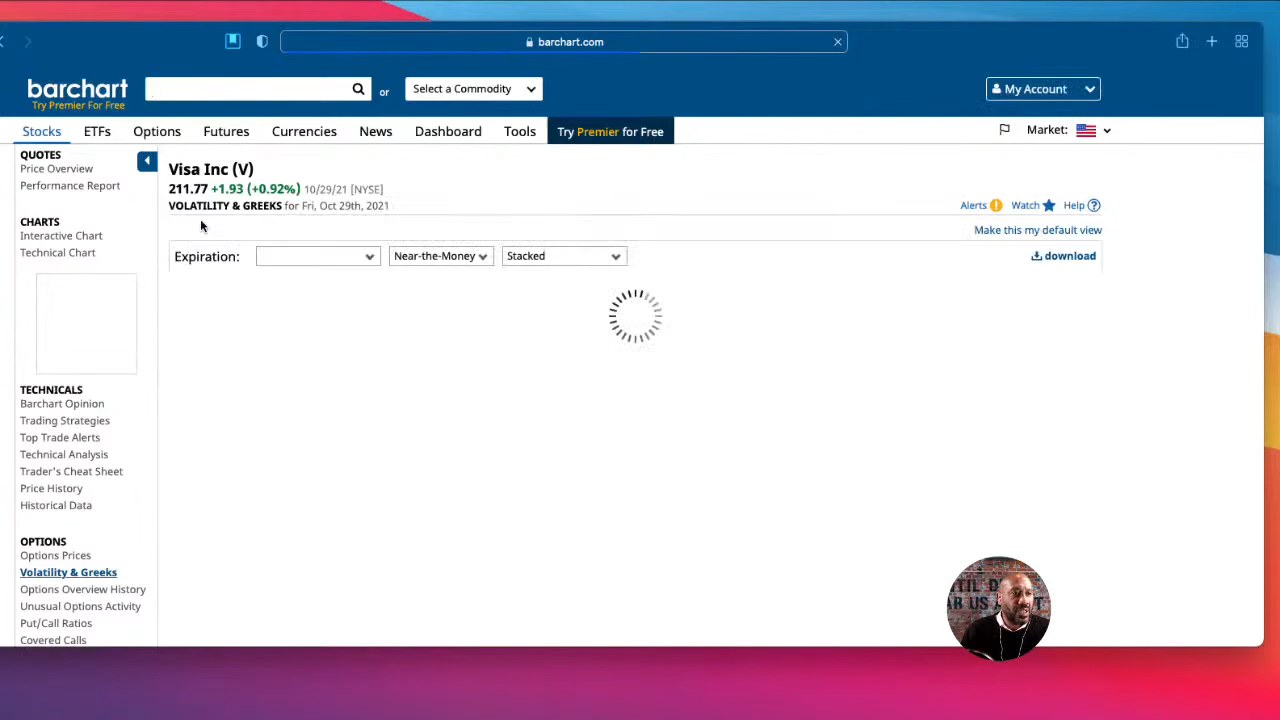 barchart.com
barchart
Try Premier For Free
or
Select a Commodity
My Account
Stocks
ETFs
Options
Futures
Currencies
News
Dashboard
Tools
Try Premier for Free
Market:
QUOTES
Price Overview
Performance Report
CHARTS
Interactive Chart
Technical Chart
TECHNICALS
Barchart Opinion
Trading Strategies
Top Trade Alerts
Technical Analysis
Trader's Cheat Sheet
Price History
Historical Data
OPTIONS
Options Prices
Volatility & Greeks
Options Overview History
Unusual Options Activity
Put/Call Ratios
Covered Calls
Visa Inc (V)
211.77 +1.93 (+0.92%) 10/29/21 [NYSE]
VOLATILITY & GREEKS for Fri, Oct 29th, 2021
Alerts
Watch
Help
Make this my default view
Expiration:
Near-the-Money
Stacked
download